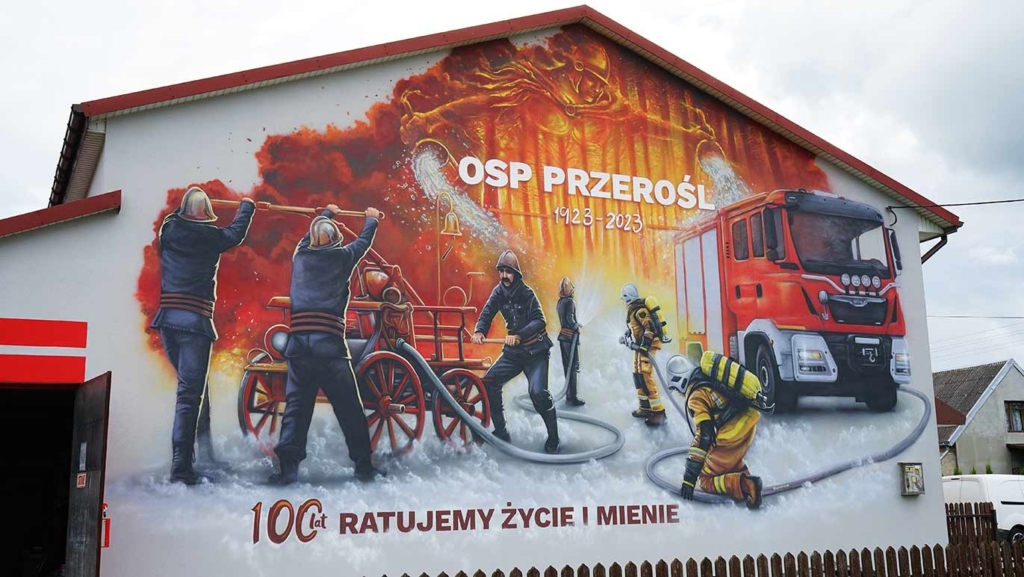 OSP PRZEROŚL
1923-2023
100 lat RATUJEMY ŻYCIE I MIENIE